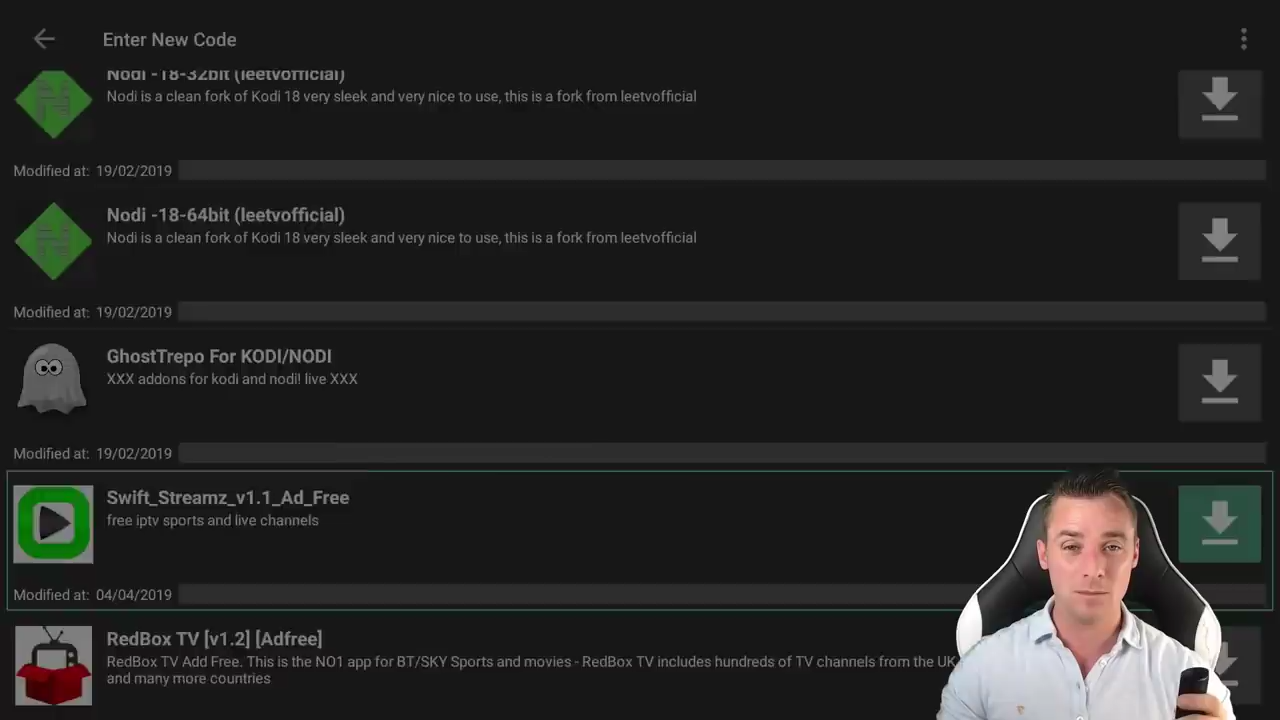 Enter New Code
Nodi -18-32bit (leetvofficial)
Nodi is a clean fork of Kodi 18 very sleek and very nice to use, this is a fork from leetvofficial
Modified at: 19/02/2019
Nodi -18-64bit (leetvofficial)
Nodi is a clean fork of Kodi 18 very sleek and very nice to use, this is a fork from leetvofficial
Modified at: 19/02/2019
GhostTrepo For KODI/NODI
XXX addons for kodi and nodi! live XXX
Modified at: 19/02/2019
Swift_Streamz_v1.1_Ad_Free
free iptv sports and live channels
Modified at: 04/04/2019
RedBox TV [v1.2] [Adfree]
RedBox TV Add Free. This is the NO1 app for BT/SKY Sports and movies - RedBox TV includes hundreds of TV channels from the UK
and many more countries